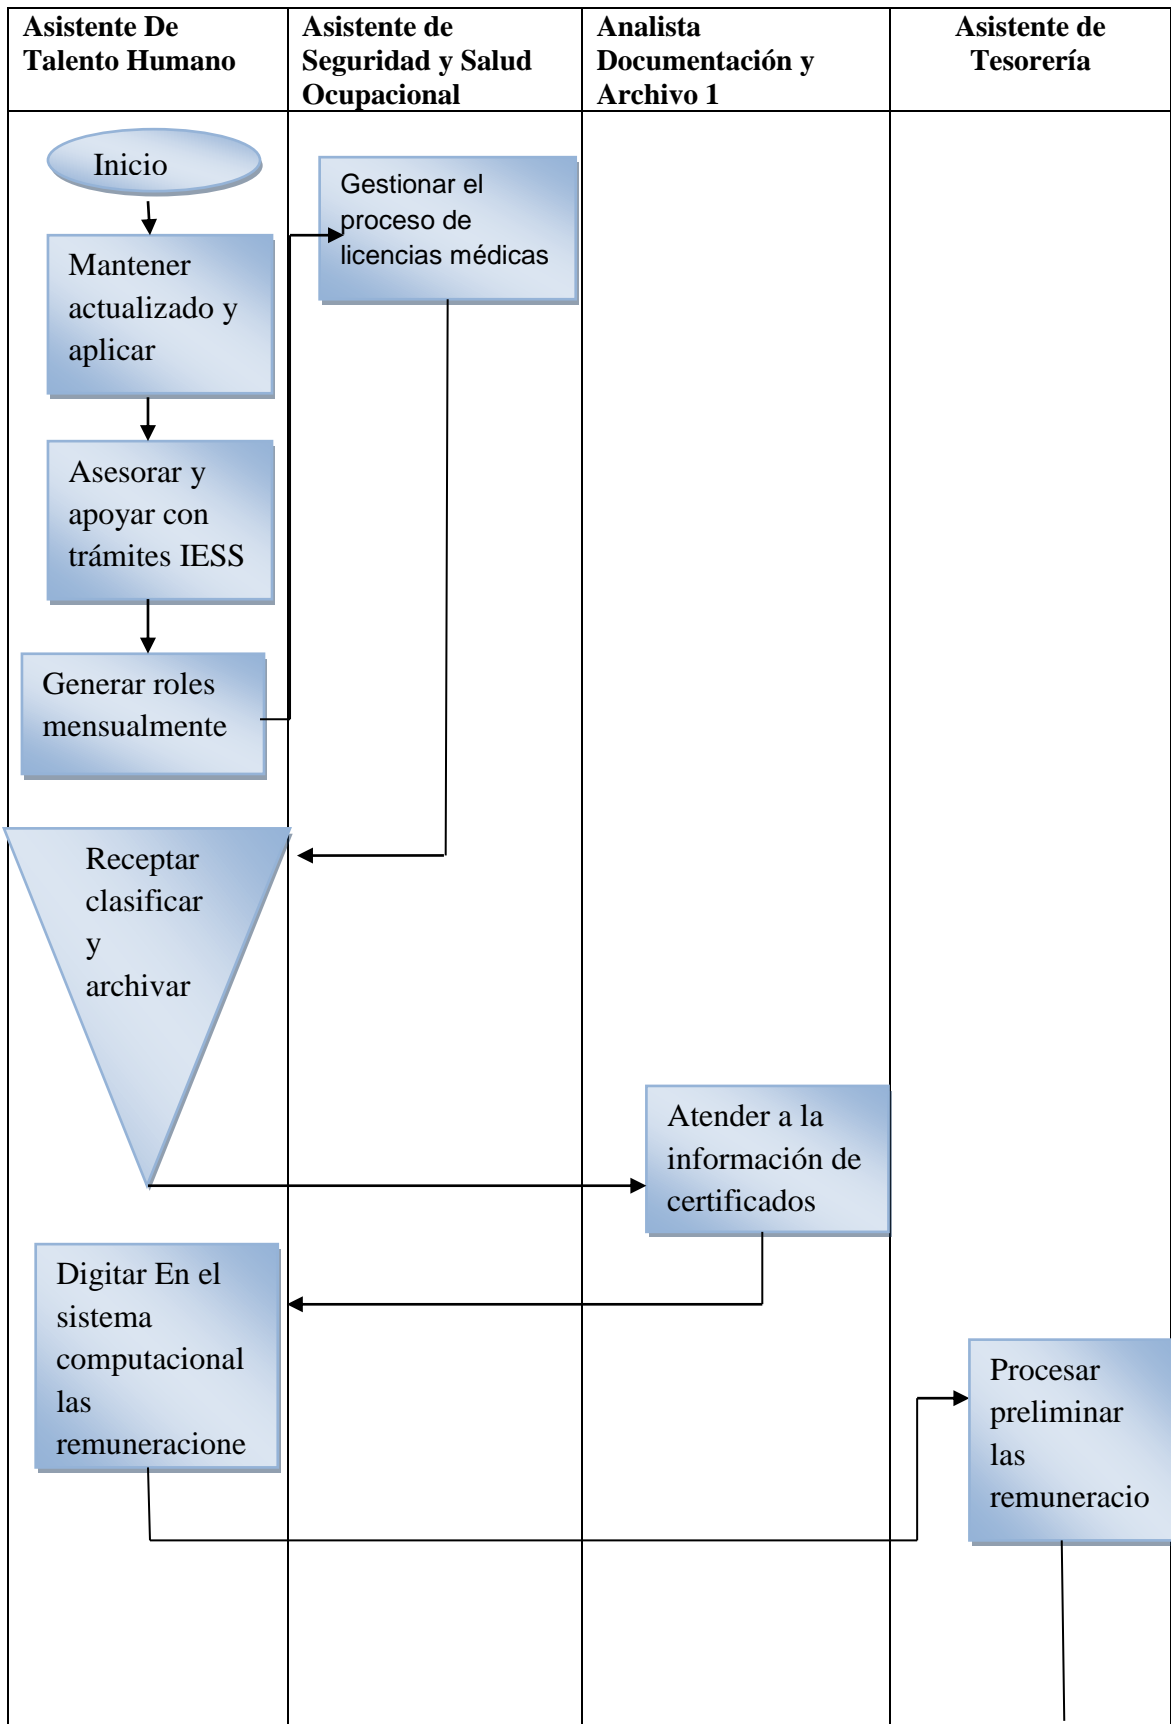 Asistente De
Talento Humano
Asistente de
Seguridad y Salud
Ocupacional
Analista
Documentación y
Archivo 1
Asistente de
Tesorería
Inicio
Gestionar el
proceso de
licencias médicas
Mantener
actualizado y
aplicar
Asesorar y
apoyar con
trámites IESS
Generar roles
mensualmente
Receptar
clasificar
y
archivar
Atender a la
información de
certificados
Digitar En el
sistema
computacional
las
remuneracione
Procesar
preliminar
las
remuneracio